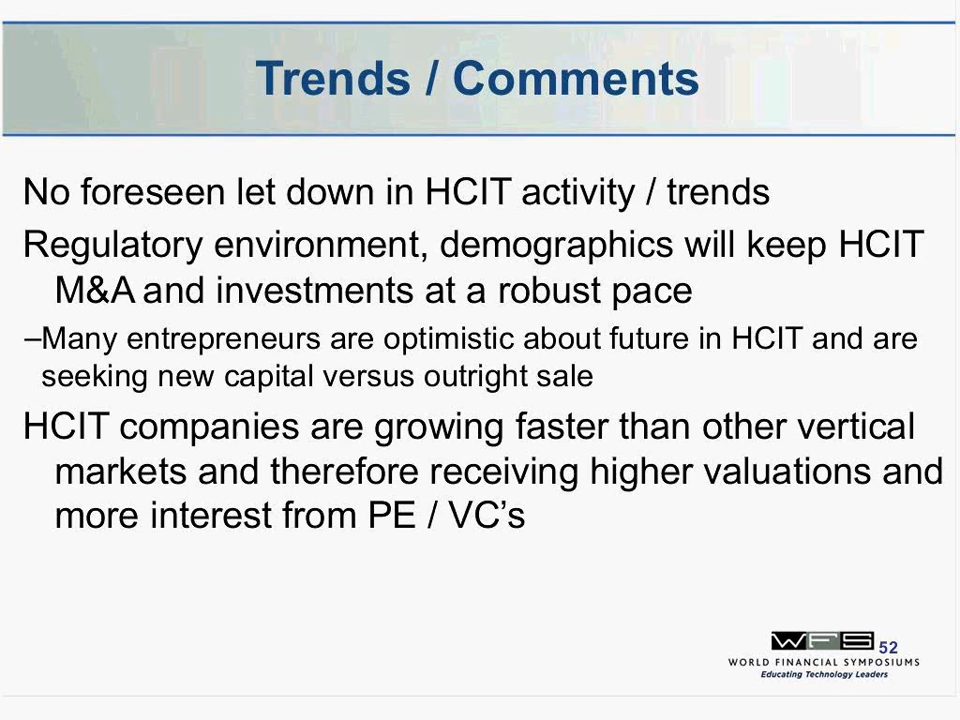 Trends / Comments
No foreseen let down in HCIT activity / trends
Regulatory environment, demographics will keep HCIT
M&A and investments at a robust pace
–Many entrepreneurs are optimistic about future in HCIT and are
seeking new capital versus outright sale
HCIT companies are growing faster than other vertical
markets and therefore receiving higher valuations and
more interest from PE / VC’s
WFS 52
WORLD FINANCIAL SYMPOSIUMS
Educating Technology Leaders